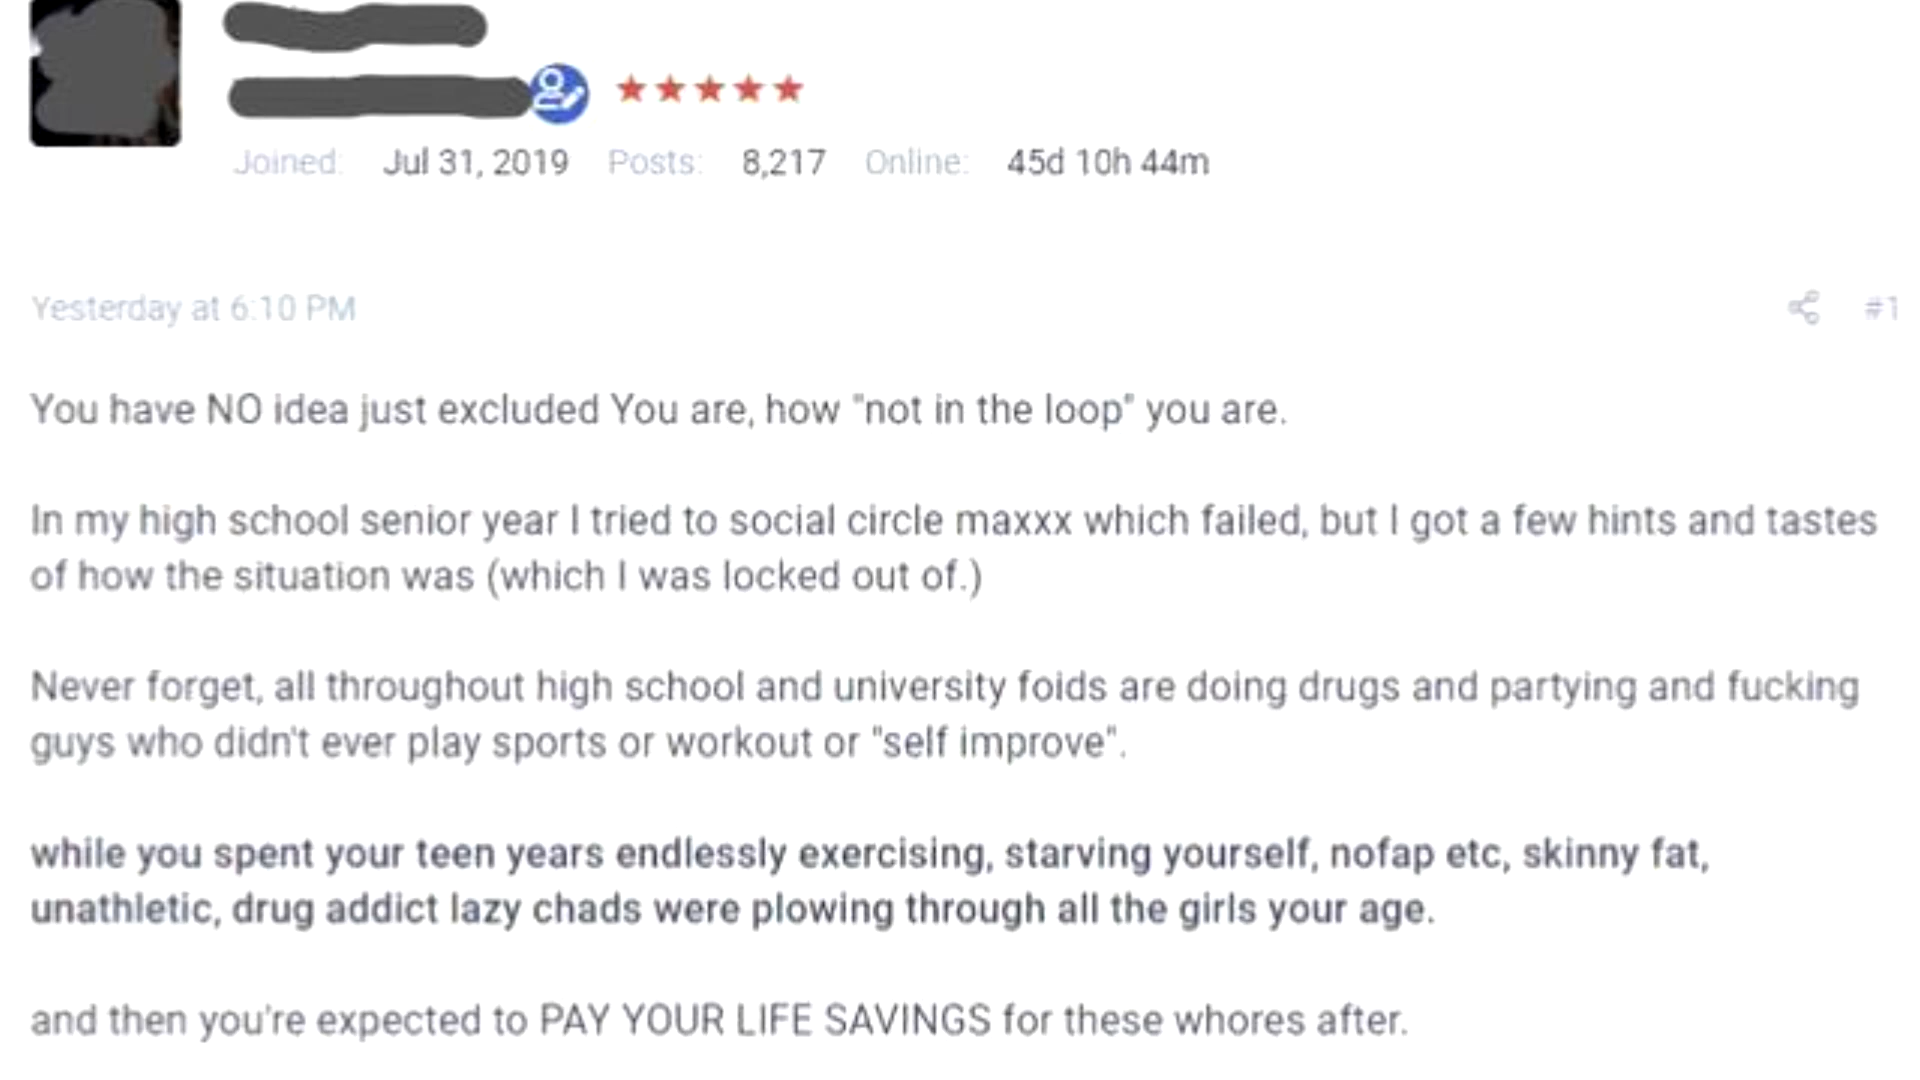 Joined: Jul 31, 2019 Posts: 8,217 Online: 45d 10h 44m
Yesterday at 6:10 PM #1
You have NO idea just excluded You are, how "not in the loop" you are.
In my high school senior year I tried to social circle maxxx which failed, but I got a few hints and tastes
of how the situation was (which I was locked out of.)
Never forget, all throughout high school and university foids are doing drugs and partying and fucking
guys who didn't ever play sports or workout or "self improve".
while you spent your teen years endlessly exercising, starving yourself, nofap etc, skinny fat,
unathletic, drug addict lazy chads were plowing through all the girls your age.
and then you're expected to PAY YOUR LIFE SAVINGS for these whores after.